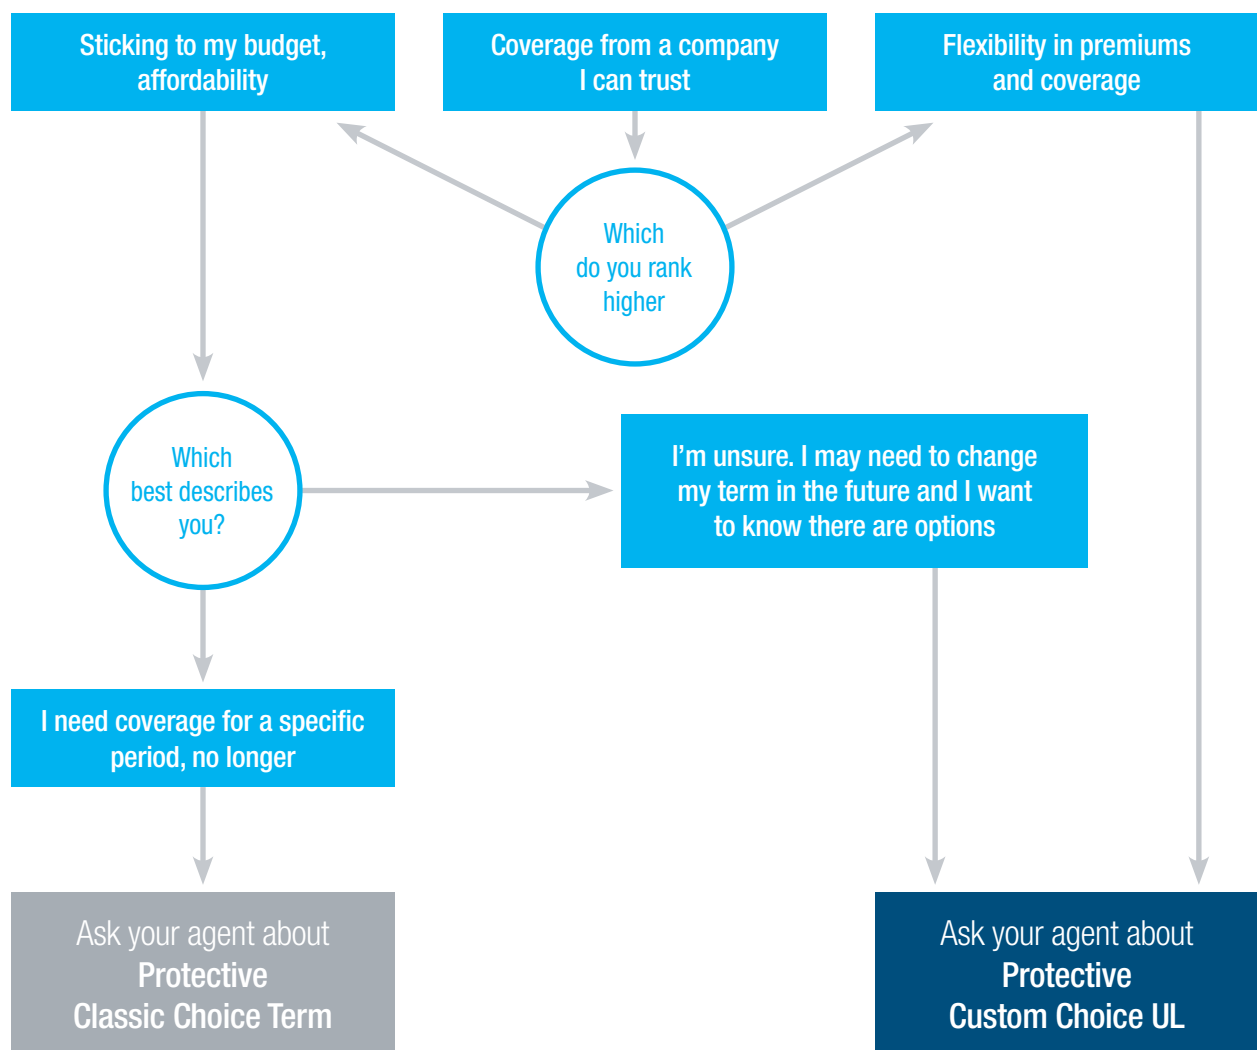 Sticking to my budget,
affordability
Coverage from a company
I can trust
Flexibility in premiums
and coverage
Which
do you rank
higher
Which
best describes
you?
I’m unsure. I may need to change
my term in the future and I want
to know there are options
I need coverage for a specific
period, no longer
Ask your agent about
Protective
Classic Choice Term
Ask your agent about
Protective
Custom Choice UL